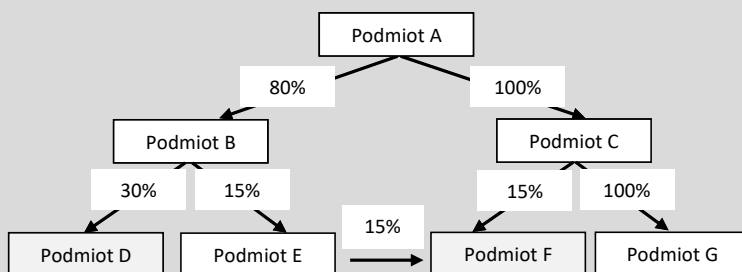 Podmiot A
80%
100%
Podmiot B
Podmiot C
30%
15%
15%
100%
15%
Podmiot D
Podmiot E
Podmiot F
Podmiot G